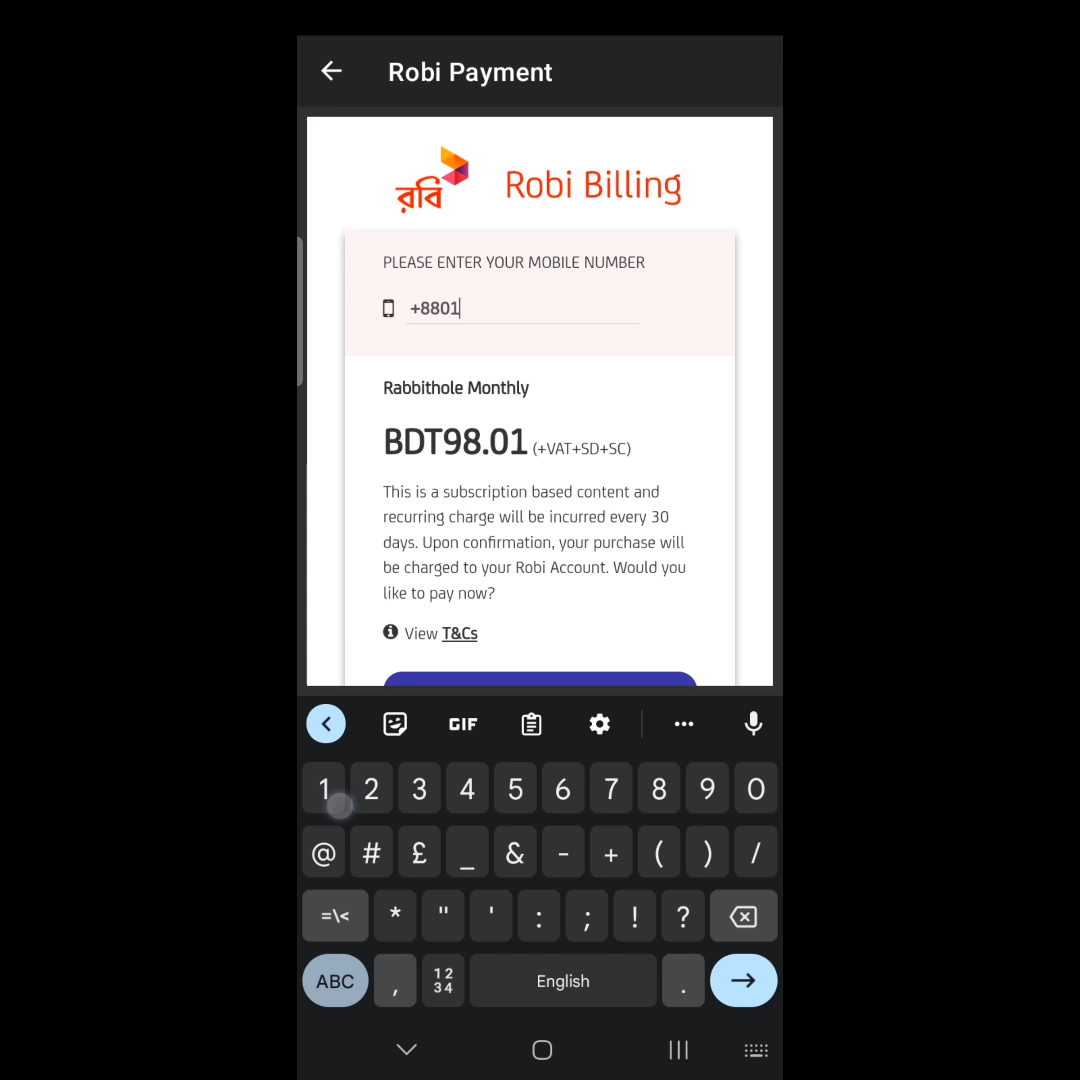 Robi Payment
রবি
Robi Billing
PLEASE ENTER YOUR MOBILE NUMBER
+8801
Rabbithole Monthly
BDT98.01 (+VAT+SD+SC)
This is a subscription based content and
recurring charge will be incurred every 30
days. Upon confirmation, your purchase will
be charged to your Robi Account. Would you
like to pay now?
View T&Cs
GIF
1 2 3 4 5 6 7 8 9 0
@ # £ _ & - + ( ) /
=\< * " ' : ; ! ?
ABC , 12 34 English .